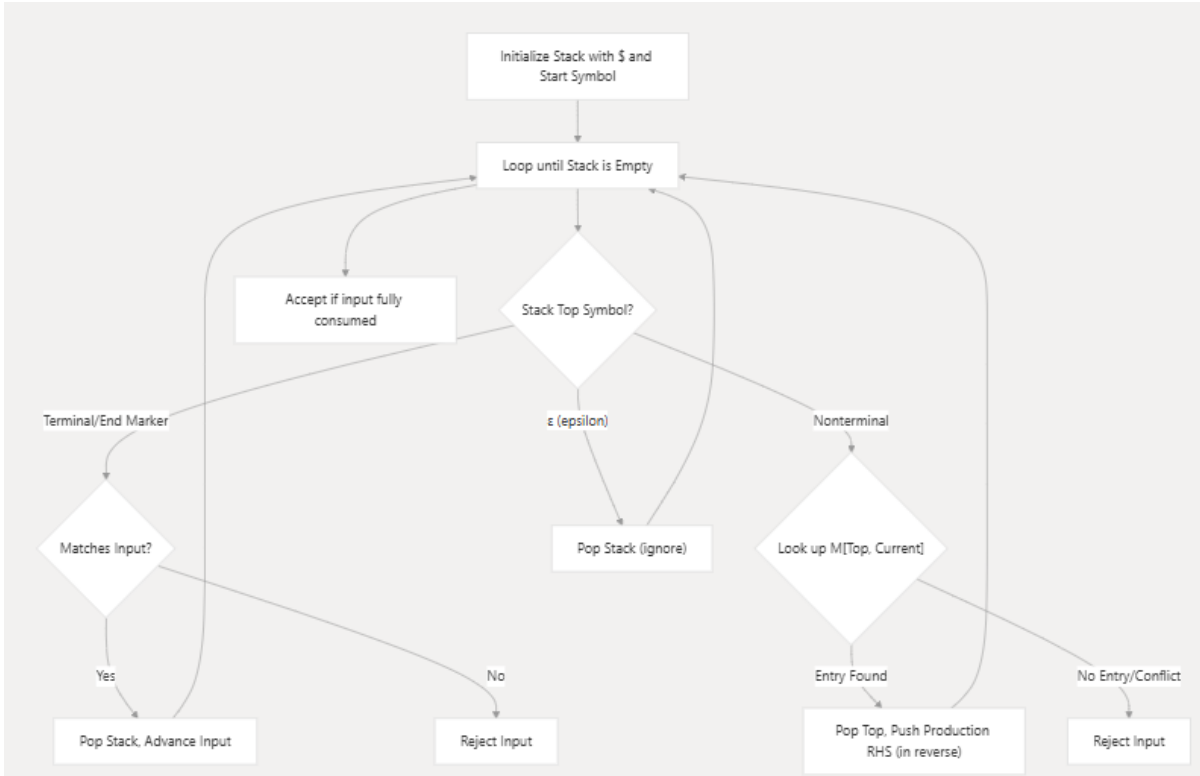 Initialize Stack with $ and
Start Symbol
Loop until Stack is Empty
Accept if input fully
consumed
Stack Top Symbol?
Terminal/End Marker
ε (epsilon)
Nonterminal
Matches Input?
Pop Stack (ignore)
Look up M[Top, Current]
Yes
No
Entry Found
No Entry/Conflict
Pop Stack, Advance Input
Reject Input
Pop Top, Push Production
RHS (in reverse)
Reject Input